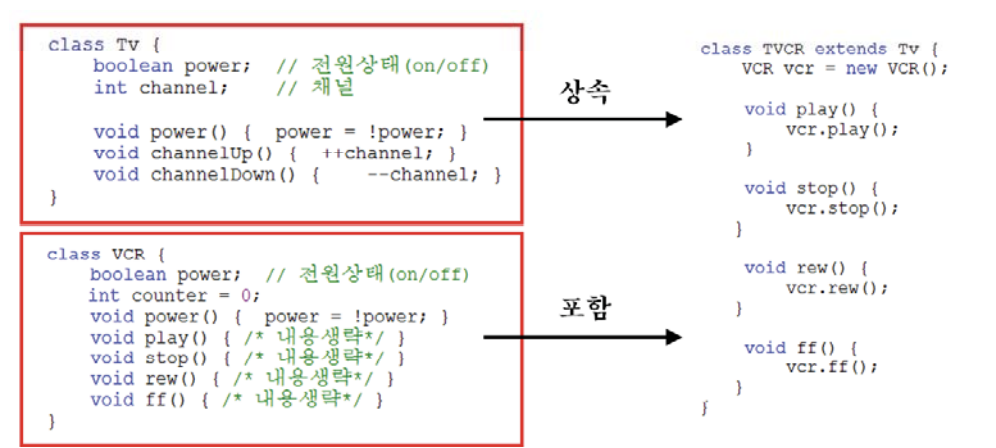 class Tv {
boolean power; // 전원상태(on/off)
int channel; // 채널
void power() { power = !power; }
void channelUp() { ++channel; }
void channelDown() { --channel; }
}
class VCR {
boolean power; // 전원상태(on/off)
int counter = 0;
void power() { power = !power; }
void play() { /* 내용생략*/ }
void stop() { /* 내용생략*/ }
void rew() { /* 내용생략*/ }
void ff() { /* 내용생략*/ }
}
상속
포함
class TVCR extends Tv {
VCR vcr = new VCR();
void play() {
vcr.play();
}
void stop() {
vcr.stop();
}
void rew() {
vcr.rew();
}
void ff() {
vcr.ff();
}
}